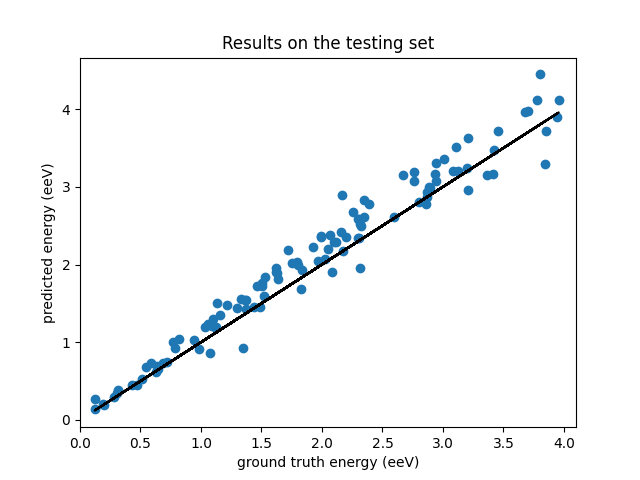 Results on the testing set
predicted energy (eeV)
4
3
2
1
0
0.0 0.5 1.0 1.5 2.0 2.5 3.0 3.5 4.0
ground truth energy (eeV)